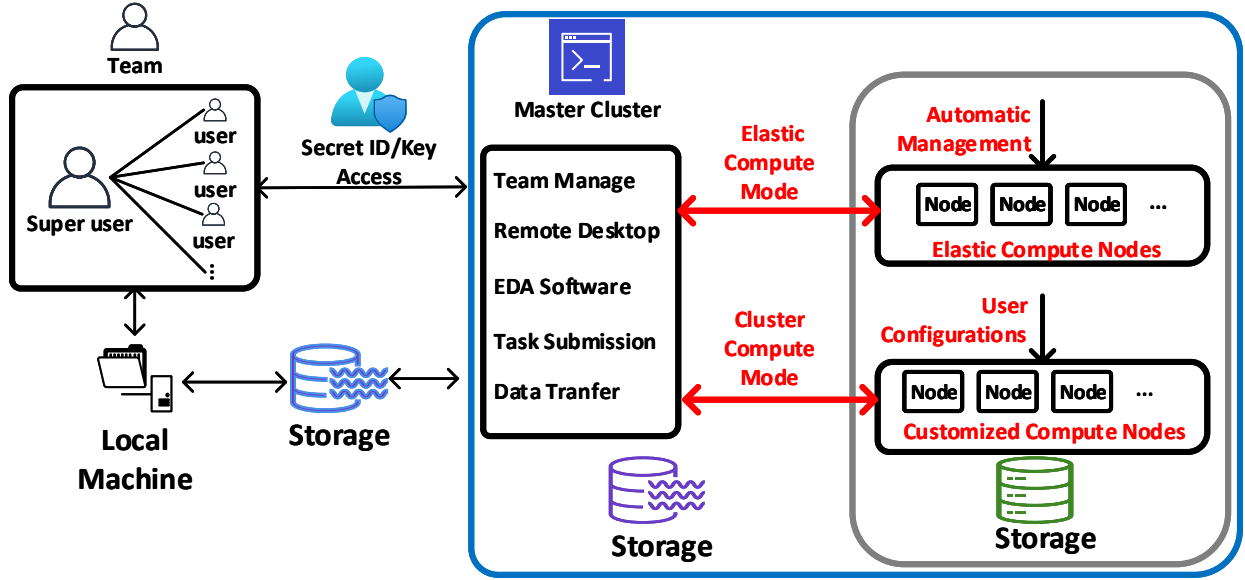 Team
user
user
user
Super user
Secret ID/Key
Access
Local
Machine
Storage
Master Cluster
Team Manage
Remote Desktop
EDA Software
Task Submission
Data Tranfer
Storage
Elastic
Compute
Mode
Cluster
Compute
Mode
Automatic
Management
Node Node Node ...
Elastic Compute Nodes
User
Configurations
Node Node Node ...
Customized Compute Nodes
Storage